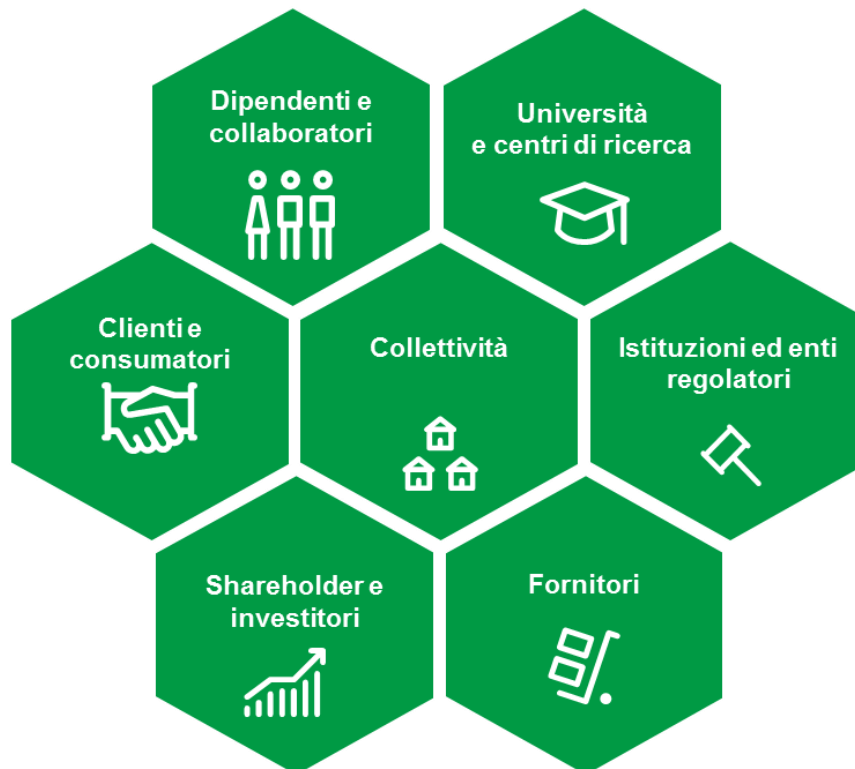 Dipendenti e
collaboratori
Università
e centri di ricerca
Clienti e
consumatori
Collettività
Istituzioni ed enti
regolatori
Shareholder e
investitori
Fornitori